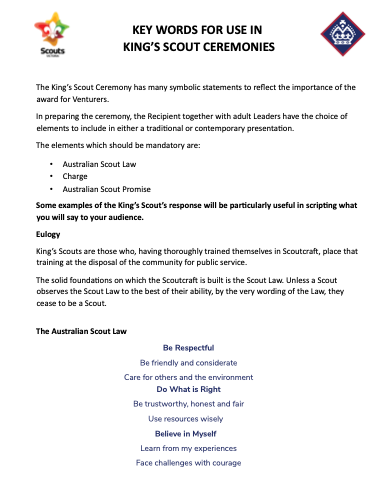 KEY WORDS FOR USE IN
KING'S SCOUT CEREMONIES
Scouts
The King's Scout Ceremony has many symbolic statements to reflect the importance of the
award for Venturers.
In preparing the ceremony, the Recipient together with adult Leaders have the choice of
elements to include in either a traditional or contemporary presentation.
The elements which should be mandatory are:
• Australian Scout Law
• Charge
• Australian Scout Promise
Some examples of the King's Scout's response will be particularly useful in scripting what
you will say to your audience.
Eulogy
King's Scouts are those who, having thoroughly trained themselves in Scoutcraft, place that
training at the disposal of the community for public service.
The solid foundations on which the Scoutcraft is built is the Scout Law. Unless a Scout
observes the Scout Law to the best of their ability, by the very wording of the Law, they
cease to be a Scout.
The Australian Scout Law
Be Respectful
Be friendly and considerate
Care for others and the environment
Do What is Right
Be trustworthy, honest and fair
Use resources wisely
Believe in Myself
Learn from my experiences
Face challenges with courage